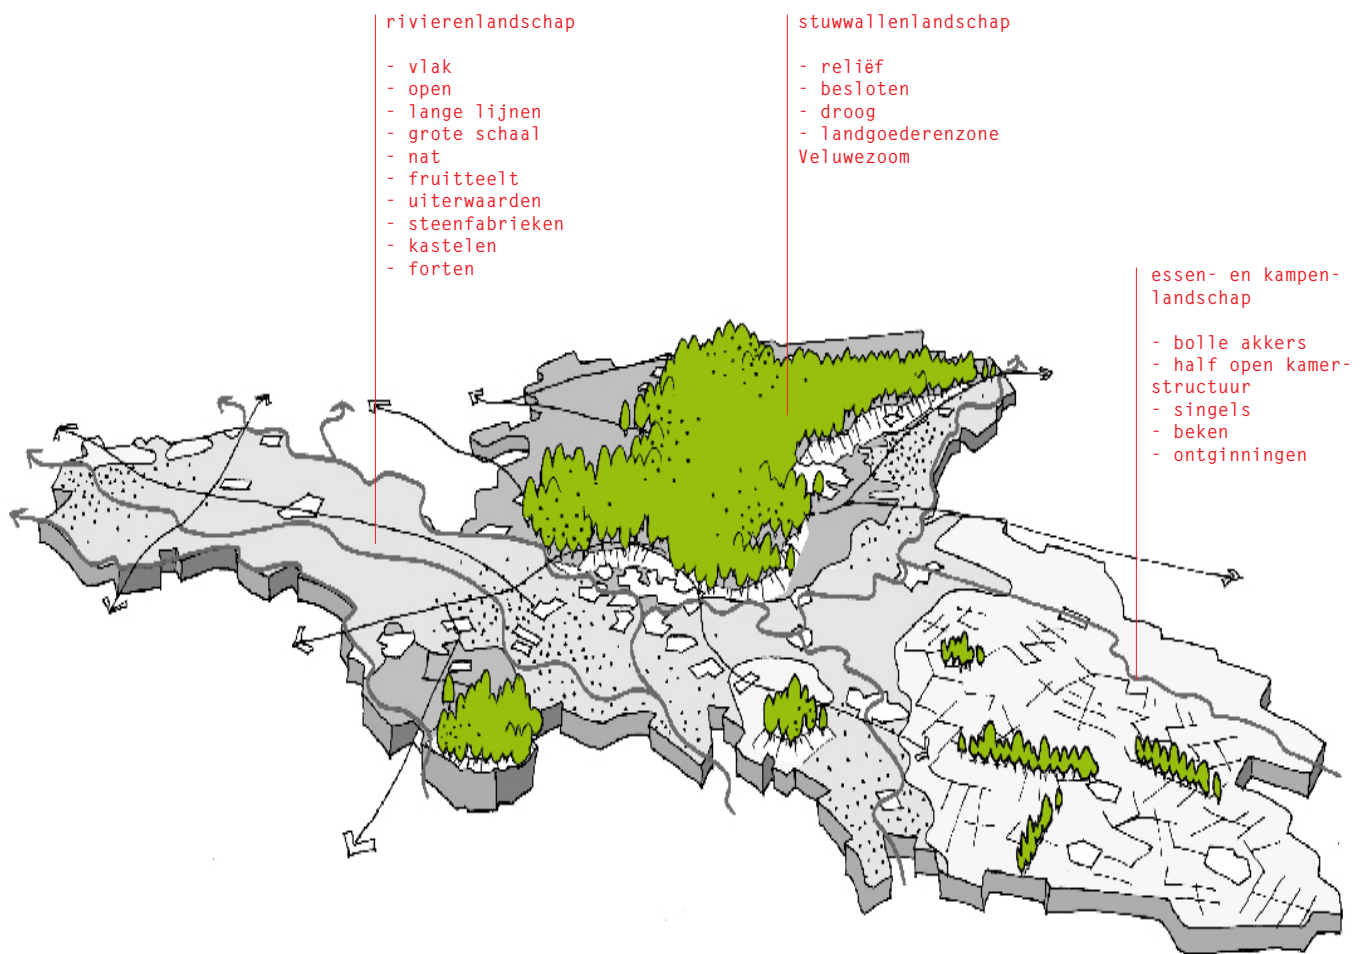 rivierenlandschap
- vlak
- open
- lange lijnen
- grote schaal
- nat
- fruitteelt
- uiterwaarden
- steenfabrieken
- kastelen
- forten
stuwwallenlandschap
- reliëf
- besloten
- droog
- landgoederenzone
Veluwezoom
essen- en kampen-
landschap
- bolle akkers
- half open kamer-
structuur
- singels
- beken
- ontginningen